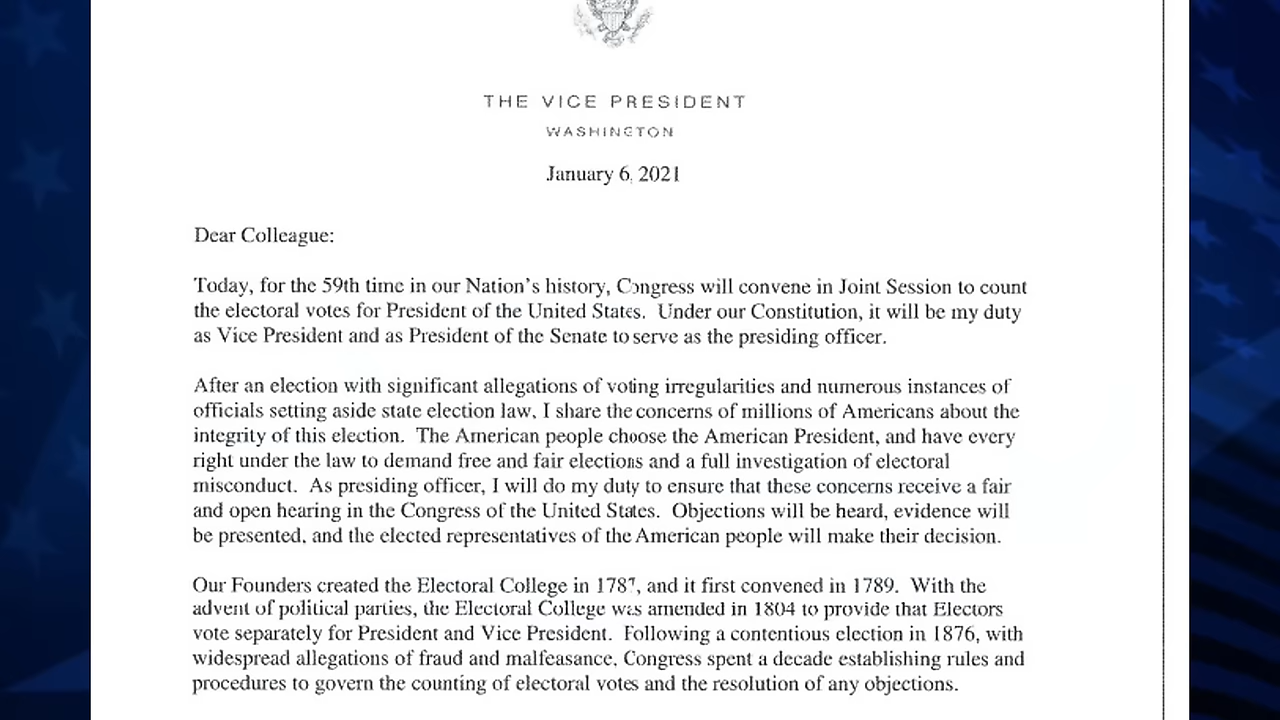 THE VICE PRESIDENT
WASHINGTON
January 6, 2021
Dear Colleague:
Today, for the 59th time in our Nation's history, Congress will convene in Joint Session to count
the electoral votes for President of the United States. Under our Constitution, it will be my duty
as Vice President and as President of the Senate to serve as the presiding officer.
After an election with significant allegations of voting irregularities and numerous instances of
officials setting aside state election law, I share the concerns of millions of Americans about the
integrity of this election. The American people choose the American President, and have every
right under the law to demand free and fair elections and a full investigation of electoral
misconduct. As presiding officer, I will do my duty to ensure that these concerns receive a fair
and open hearing in the Congress of the United States. Objections will be heard, evidence will
be presented, and the elected representatives of the American people will make their decision.
Our Founders created the Electoral College in 1787, and it first convened in 1789. With the
advent of political parties, the Electoral College was amended in 1804 to provide that Electors
vote separately for President and Vice President. Following a contentious election in 1876, with
widespread allegations of fraud and malfeasance, Congress spent a decade establishing rules and
procedures to govern the counting of electoral votes and the resolution of any objections.